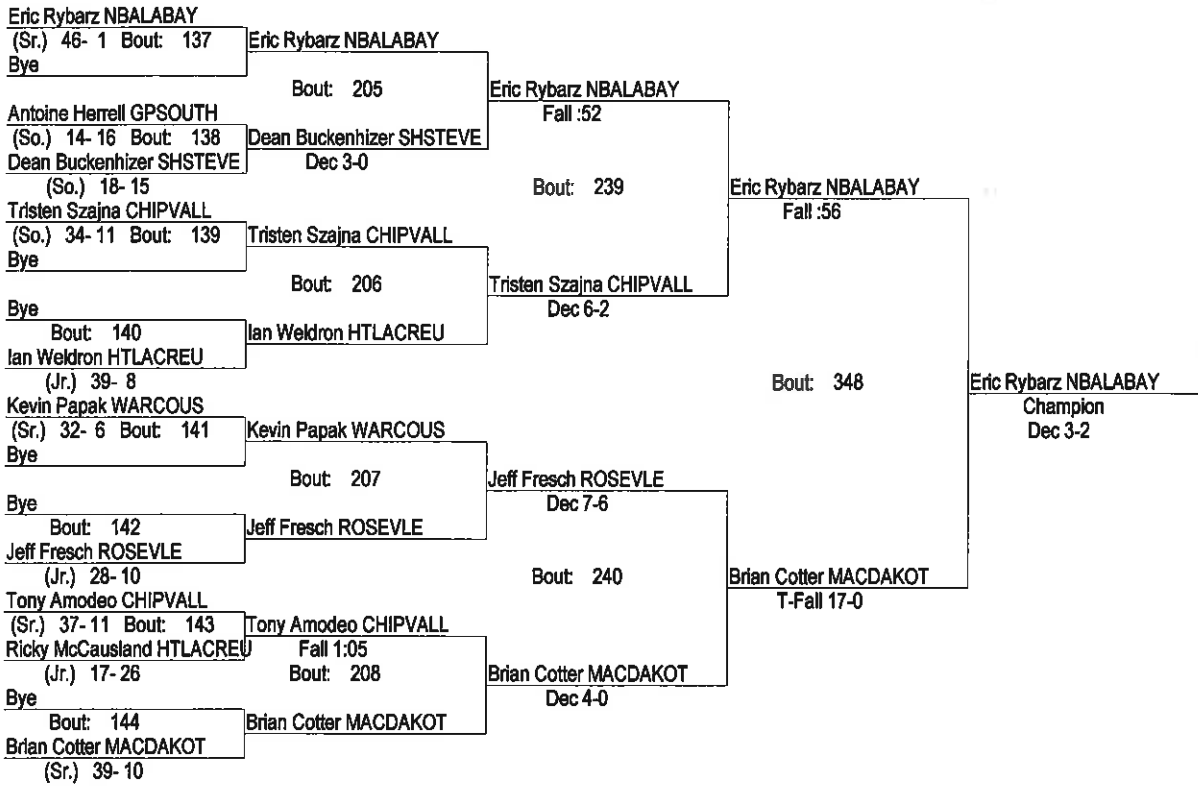 Eric Rybarz NBALABAY
(Sr.) 46- 1 Bout: 137
Bye
Antoine Herrell GPSOUTH
(So.) 14- 16 Bout: 138
Dean Buckenhizer SHSTEVE
(So.) 18- 15
Tristen Szajna CHIPVALL
(So.) 34- 11 Bout: 139
Bye
Bye
Bout: 140
Ian Weldron HTLACREU
(Jr.) 39- 8
Kevin Papak WARCOUS
(Sr.) 32- 6 Bout: 141
Bye
Bye
Bout: 142
Jeff Fresch ROSEVLE
(Jr.) 28- 10
Tony Amodeo CHIPVALL
(Sr.) 37- 11 Bout: 143
Ricky McCausland HTLACREU
(Jr.) 17- 26
Bye
Bout: 144
Brian Cotter MACDAKOT
(Sr.) 39- 10
Eric Rybarz NBALABAY
Bout: 205
Dean Buckenhizer SHSTEVE
Dec 3-0
Tristen Szajna CHIPVALL
Bout: 206
Ian Weldron HTLACREU
Kevin Papak WARCOUS
Bout: 207
Jeff Fresch ROSEVLE
Tony Amodeo CHIPVALL
Fall 1:05
Bout: 208
Brian Cotter MACDAKOT
Eric Rybarz NBALABAY
Fall :52
Bout: 239
Tristen Szajna CHIPVALL
Dec 6-2
Jeff Fresch ROSEVLE
Dec 7-6
Bout: 240
Brian Cotter MACDAKOT
Dec 4-0
Eric Rybarz NBALABAY
Fall :56
Bout: 348
Brian Cotter MACDAKOT
T-Fall 17-0
Eric Rybarz NBALABAY
Champion
Dec 3-2